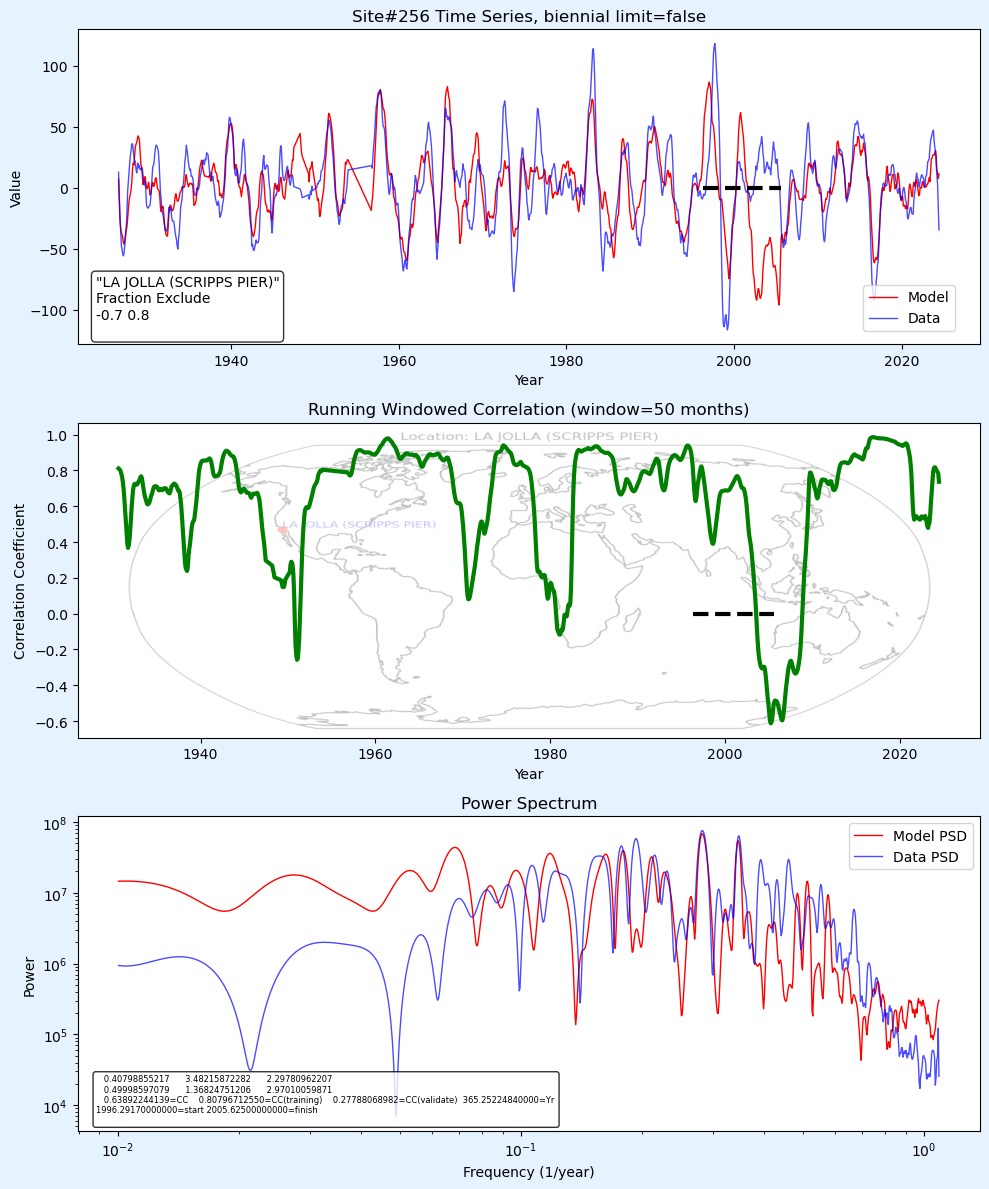 Site#256 Time Series, biennial limit=false
Value
100
50
0
−50
−100
"LA JOLLA (SCRIPPS PIER)"
Fraction Exclude
-0.7 0.8
Model
Data
1940 1960 1980 2000 2020
Year
Running Windowed Correlation (window=50 months)
Location: LA JOLLA (SCRIPPS PIER)
LA JOLLA (SCRIPPS PIER)
Correlation Coefficient
1.0
0.8
0.6
0.4
0.2
0.0
−0.2
−0.4
−0.6
1940 1960 1980 2000 2020
Year
Power Spectrum
Model PSD
Data PSD
Power
10⁸
10⁷
10⁶
10⁵
10⁴
0.40798855217 3.48215872282 2.29780962207
0.49998597079 1.36824751206 2.97010059871
0.63892244139=CC 0.80796712550=CC(training) 0.27788068982=CC(validate) 365.25224840000=Yr
1996.29170000000=start 2005.62500000000=finish
10⁻² 10⁻¹ 10⁰
Frequency (1/year)